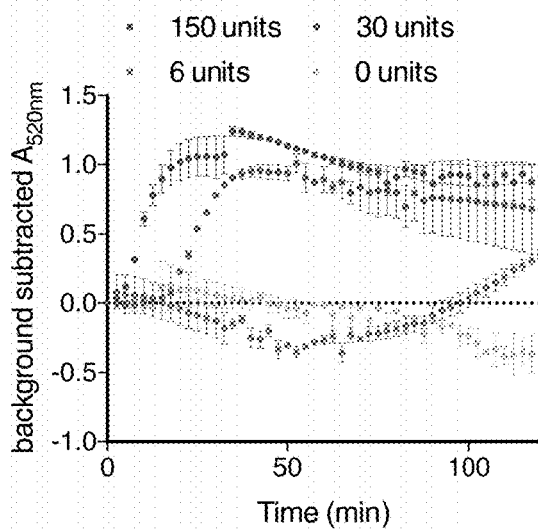 150 units 30 units
6 units 0 units
background subtracted A520nm
1.5
1.0
0.5
0.0
-0.5
-1.0
0 50 100
Time (min)